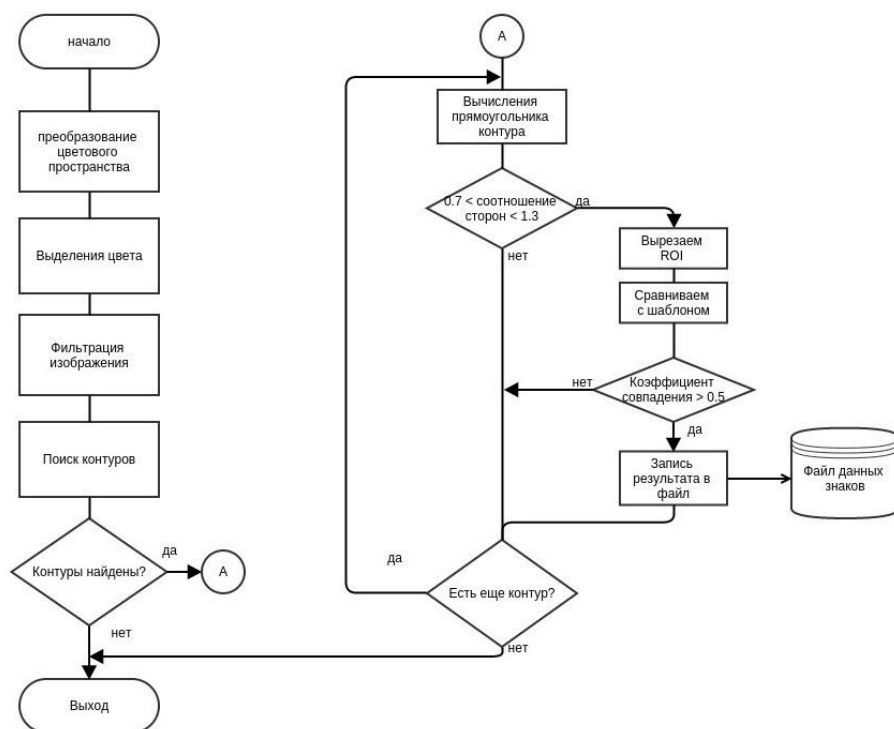 начало
преобразование
цветового
пространства
Выделения цвета
Фильтрация
изображения
Поиск контуров
Контуры найдены?
да
А
нет
Выход
А
Вычисления
прямоугольника
контура
0.7 < соотношение
сторон < 1.3
да
нет
Вырезаем
ROI
Сравниваем
с шаблоном
Коэффициент
совпадения > 0.5
нет
да
Запись
результата в
файл
Файл данных
знаков
Есть еще контур?
да
нет